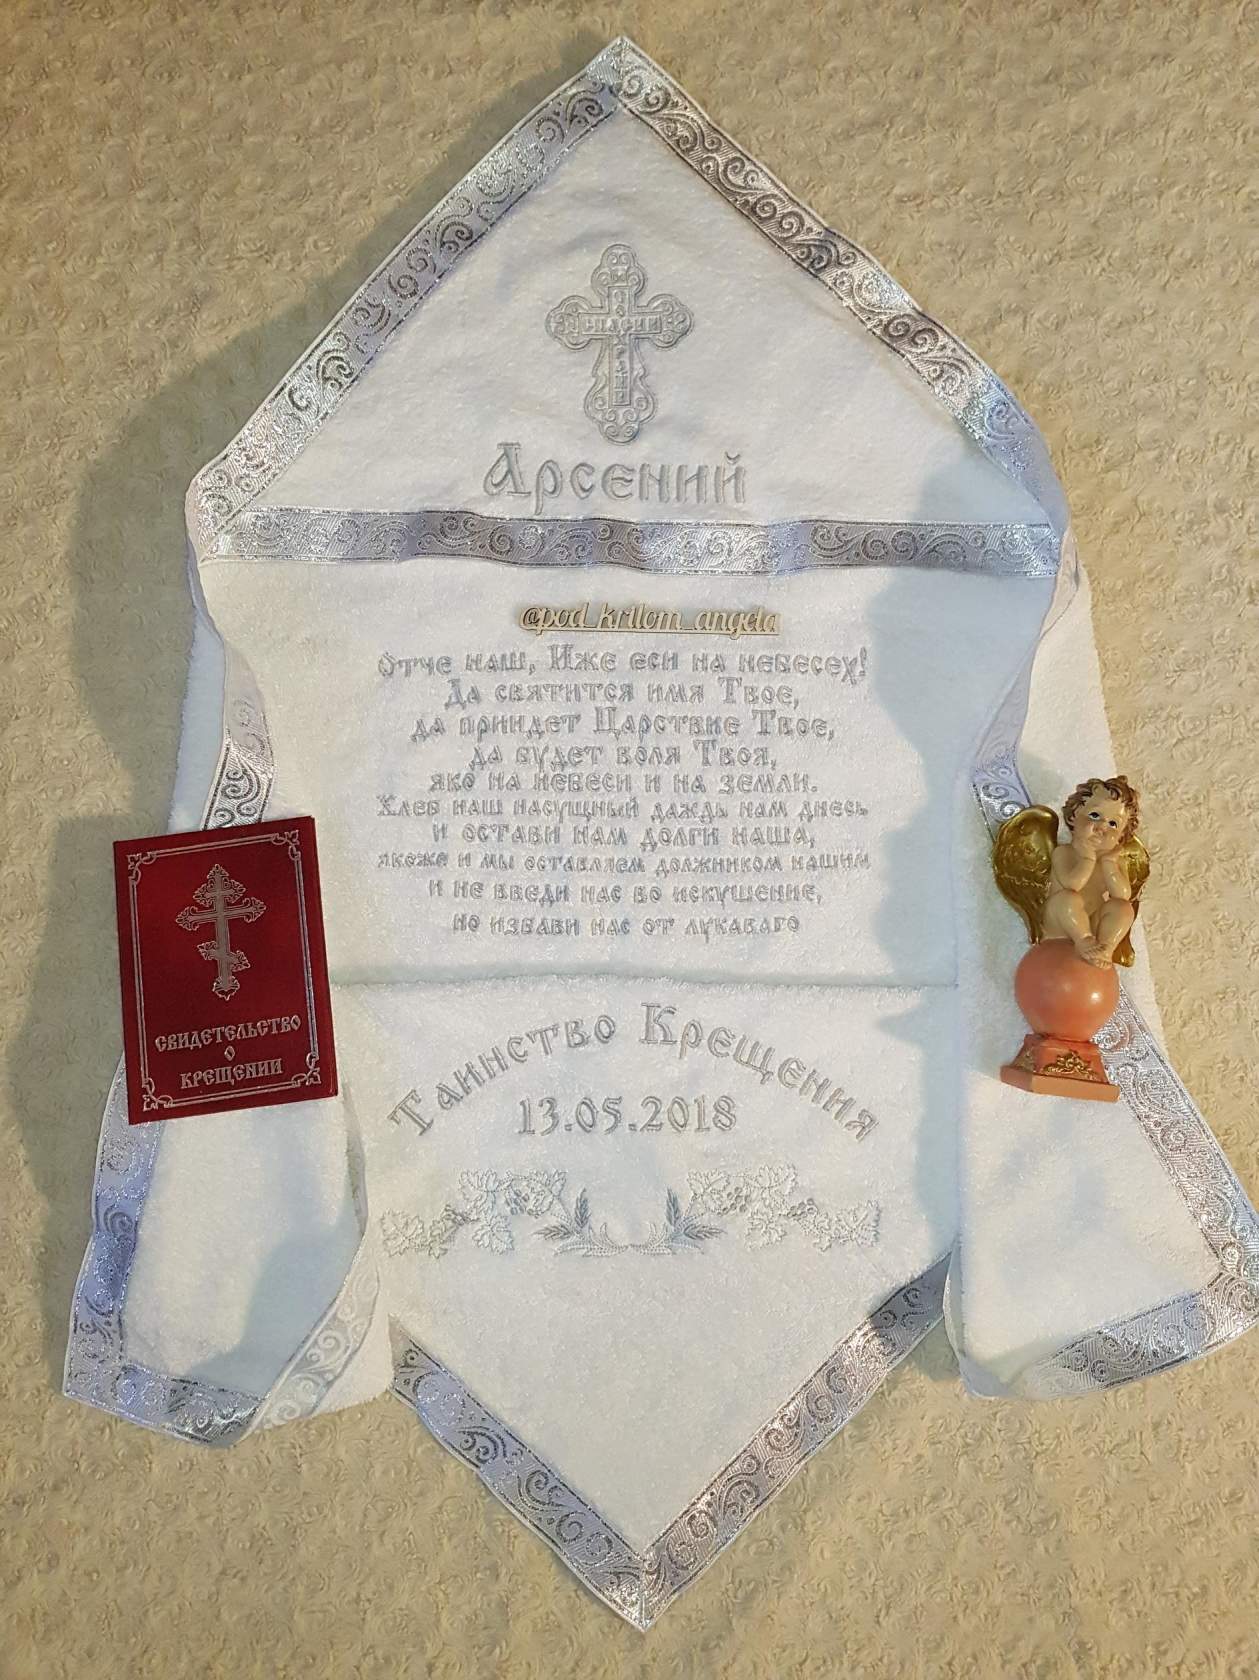 СПАСИ
Арсений
@pod_krilom_angela
Отче наш, Иже еси на небесех!
Да святится имя Твое,
да приидет Царствие Твое,
да будет воля Твоя,
яко на небеси и на земли.
Хлеб наш насущный даждь нам днесь
и остави нам долги наша,
якоже и мы оставляем должником нашим
и не введи нас во искушение,
но избави нас от лукаваго
СВИДЕТЕЛЬСТВО
О
КРЕЩЕНИИ
Таинство Крещения
13.05.2018